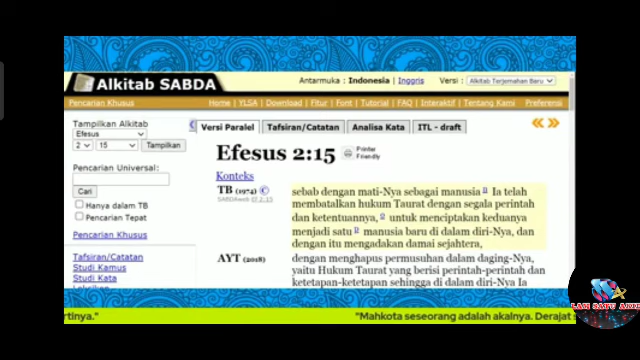 Alkitab SABDA
Antarmuka : Indonesia | Inggris Versi : Alkitab Terjemahan Baru
Pencarian Khusus
Home | YLSA | Download | Fitur | Font | Tutorial | FAQ | Interaktif | Tentang Kami Preferensi
Tampilkan Alkitab
Efesus
2 15 Tampilkan
Pencarian Universal:
Cari
Hanya dalam TB
Pencarian Tepat
Pencarian Khusus
Tafsiran/Catatan
Studi Kamus
Studi Kata
Versi Paralel Tafsiran/Catatan Analisa Kata ITL - draft
Efesus 2:15 Printer
Friendly
Konteks
TB (1974) ©
SABDAweb Ef 2:15
sebab dengan mati-Nya sebagai manusia n Ia telah
membatalkan hukum Taurat dengan segala perintah
dan ketentuannya, o untuk menciptakan keduanya
menjadi satu p manusia baru di dalam diri-Nya, dan
dengan itu mengadakan damai sejahtera,
AYT (2018)
dengan menghapus permusuhan dalam daging-Nya,
yaitu Hukum Taurat yang berisi perintah-perintah dan
ketetapan-ketetapan sehingga di dalam diri-Nya Ia
rtinya." "Mahkota seseorang adalah akalnya. Derajat s